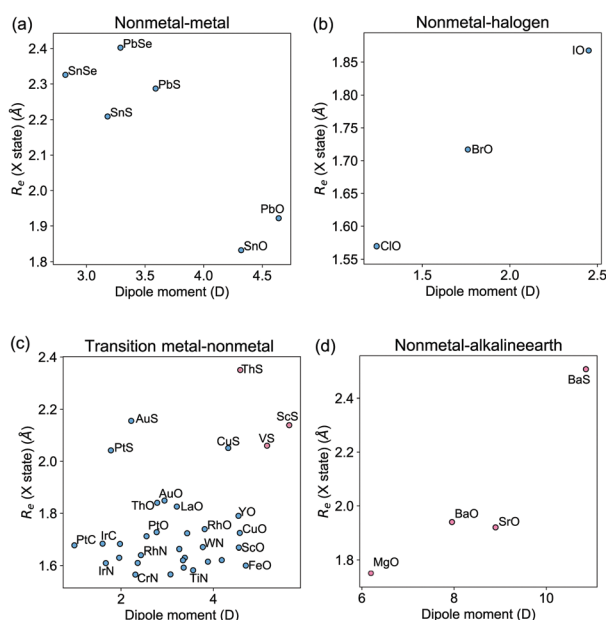 (a) Nonmetal-metal
2.4
2.3
2.2
2.1
2.0
1.9
1.8
Rₑ (X state) (Å)
PbSe
SnSe
PbS
SnS
PbO
SnO
3.0 3.5 4.0 4.5
Dipole moment (D)
(b) Nonmetal-halogen
1.85
1.80
1.75
1.70
1.65
1.60
1.55
Rₑ (X state) (Å)
IO
BrO
ClO
1.5 2.0 2.5
Dipole moment (D)
(c) Transition metal-nonmetal
2.4
2.2
2.0
1.8
1.6
Rₑ (X state) (Å)
ThS
AuS
ScS
PtS
CuS
VS
AuO
ThO
LaO
YO
PtO
RhO
CuO
PtC
IrC
RhN
WN
ScO
IrN
CrN
TiN
FeO
2 4 6
Dipole moment (D)
(d) Nonmetal-alkalineearth
2.4
2.2
2.0
1.8
Rₑ (X state) (Å)
BaS
BaO
SrO
MgO
8 10
Dipole moment (D)